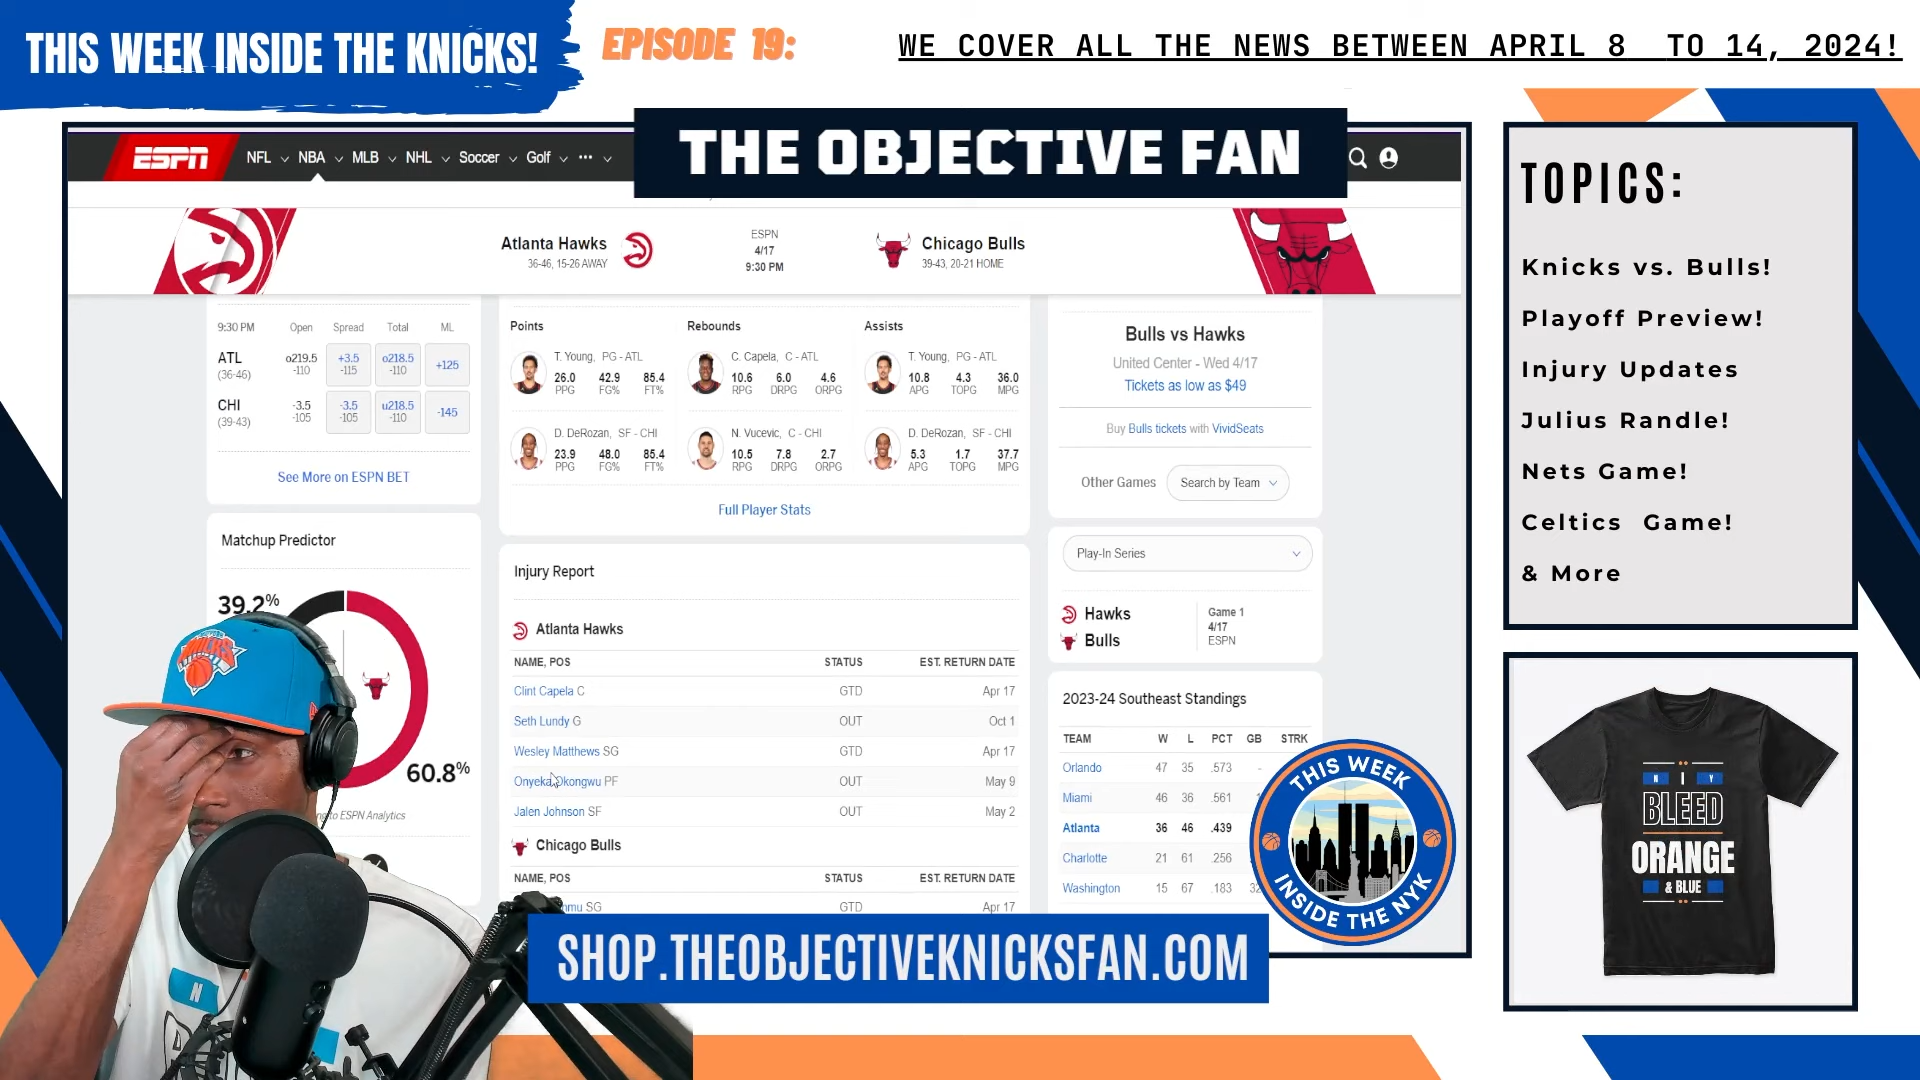 THIS WEEK INSIDE THE KNICKS!
EPISODE 19:
WE COVER ALL THE NEWS BETWEEN APRIL 8 TO 14, 2024!
THE OBJECTIVE FAN
ESPN
NFL NBA MLB NHL Soccer Golf ...
Atlanta Hawks
36-46, 15-26 AWAY
ESPN
4/17
9:30 PM
Chicago Bulls
39-43, 20-21 HOME
9:30 PM Open Spread Total ML
ATL o219.5 +3.5 o218.5 +125
(36-46) -110 -115 -110
CHI -3.5 -3.5 u218.5 -145
(39-43) -105 -105 -110
See More on ESPN BET
Matchup Predictor
39.2%
60.8%
to ESPN Analytics
Points
T. Young, PG - ATL
26.0 42.9 85.4
PPG FG% FT%
D. DeRozan, SF - CHI
23.9 48.0 85.4
PPG FG% FT%
Rebounds
C. Capela, C - ATL
10.6 6.0 4.6
RPG DRPG ORPG
N. Vucevic, C - CHI
10.5 7.8 2.7
RPG DRPG ORPG
Assists
T. Young, PG - ATL
10.8 4.3 36.0
APG TOPG MPG
D. DeRozan, SF - CHI
5.3 1.7 37.7
APG TOPG MPG
Full Player Stats
Injury Report
Atlanta Hawks
NAME, POS STATUS EST. RETURN DATE
Clint Capela C GTD Apr 17
Seth Lundy G OUT Oct 1
Wesley Matthews SG GTD Apr 17
Onyeka Okongwu PF OUT May 9
Jalen Johnson SF OUT May 2
Chicago Bulls
NAME, POS STATUS EST. RETURN DATE
SG GTD Apr 17
Bulls vs Hawks
United Center - Wed 4/17
Tickets as low as $49
Buy Bulls tickets with VividSeats
Other Games Search by Team
Play-In Series
Hawks
Bulls
Game 1
4/17
ESPN
2023-24 Southeast Standings
TEAM W L PCT GB STRK
Orlando 47 35 .573 -
Miami 46 36 .561
Atlanta 36 46 .439
Charlotte 21 61 .256
Washington 15 67 .183
THIS WEEK
INSIDE THE NYK
SHOP.THEOBJECTIVEKNICKSFAN.COM
TOPICS:
Knicks vs. Bulls!
Playoff Preview!
Injury Updates
Julius Randle!
Nets Game!
Celtics Game!
& More
N I Y
BLEED
ORANGE
& BLUE
N